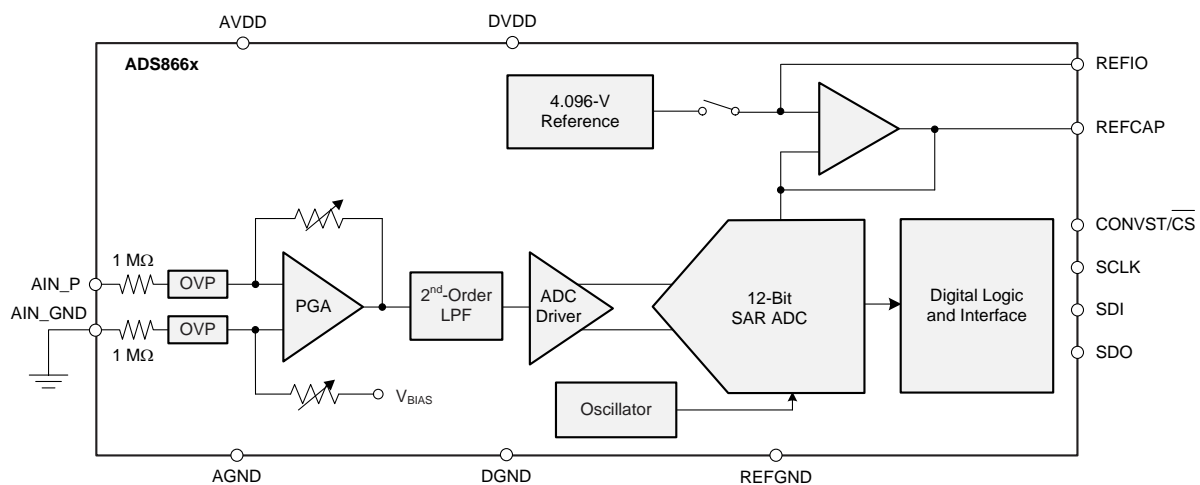 AVDD
DVDD
ADS866x
REFIO
4.096-V
Reference
REFCAP
CONVST/CS
1 MΩ
OVP
AIN_P
PGA
2nd-Order
LPF
ADC
Driver
12-Bit
SAR ADC
Digital Logic
and Interface
SCLK
AIN_GND
OVP
SDI
1 MΩ
SDO
VBIAS
Oscillator
AGND
DGND
REFGND